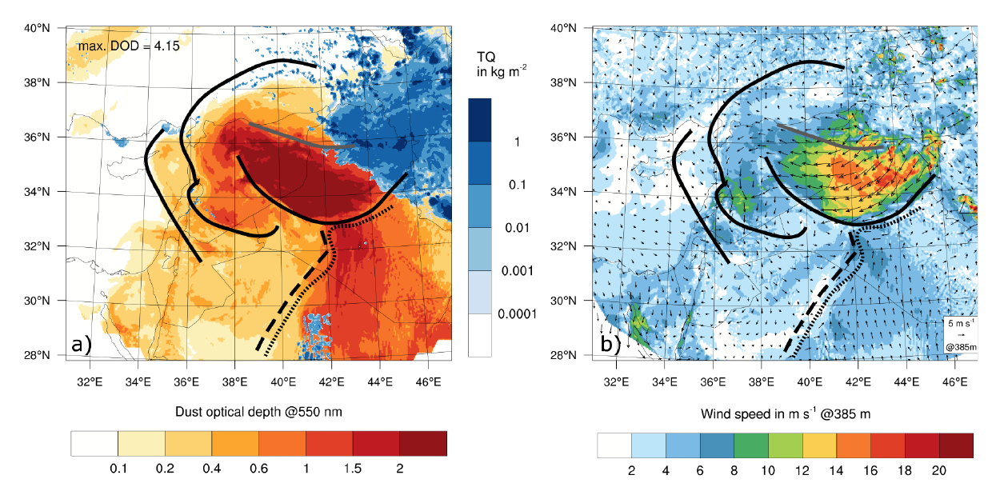 40°N
38°N
36°N
34°N
32°N
30°N
28°N
max. DOD = 4.15
a)
32°E 34°E 36°E 38°E 40°E 42°E 44°E 46°E
Dust optical depth @550 nm
0.1 0.2 0.4 0.6 1 1.5 2
TQ
in kg m-2
1
0.1
0.01
0.001
0.0001
40°N
38°N
36°N
34°N
32°N
30°N
28°N
b)
5 m s-1
@385m
32°E 34°E 36°E 38°E 40°E 42°E 44°E 46°E
Wind speed in m s-1 @385 m
2 4 6 8 10 12 14 16 18 20